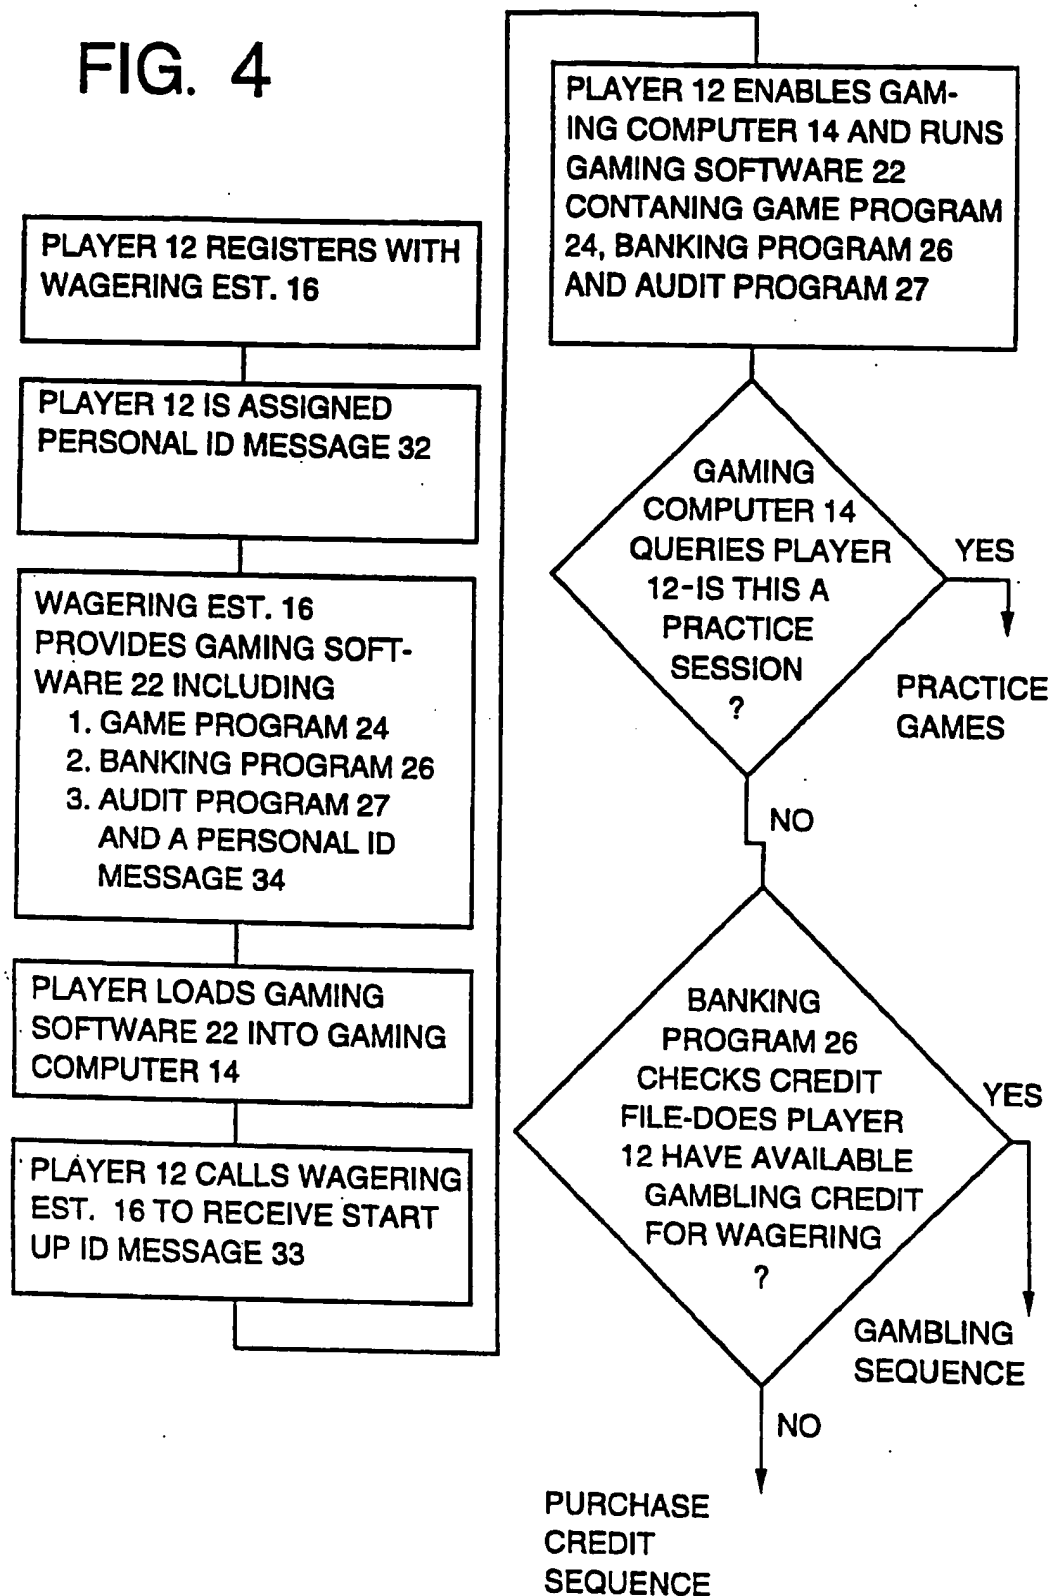 FIG. 4
PLAYER 12 REGISTERS WITH
WAGERING EST. 16
PLAYER 12 IS ASSIGNED
PERSONAL ID MESSAGE 32
WAGERING EST. 16
PROVIDES GAMING SOFT-
WARE 22 INCLUDING
1. GAME PROGRAM 24
2. BANKING PROGRAM 26
3. AUDIT PROGRAM 27
AND A PERSONAL ID
MESSAGE 34
PLAYER LOADS GAMING
SOFTWARE 22 INTO GAMING
COMPUTER 14
PLAYER 12 CALLS WAGERING
EST. 16 TO RECEIVE START
UP ID MESSAGE 33
PLAYER 12 ENABLES GAM-
ING COMPUTER 14 AND RUNS
GAMING SOFTWARE 22
CONTANING GAME PROGRAM
24, BANKING PROGRAM 26
AND AUDIT PROGRAM 27
GAMING
COMPUTER 14
QUERIES PLAYER
12-IS THIS A
PRACTICE
SESSION
?
YES
PRACTICE
GAMES
NO
BANKING
PROGRAM 26
CHECKS CREDIT
FILE-DOES PLAYER
12 HAVE AVAILABLE
GAMBLING CREDIT
FOR WAGERING
?
YES
GAMBLING
SEQUENCE
NO
PURCHASE
CREDIT
SEQUENCE